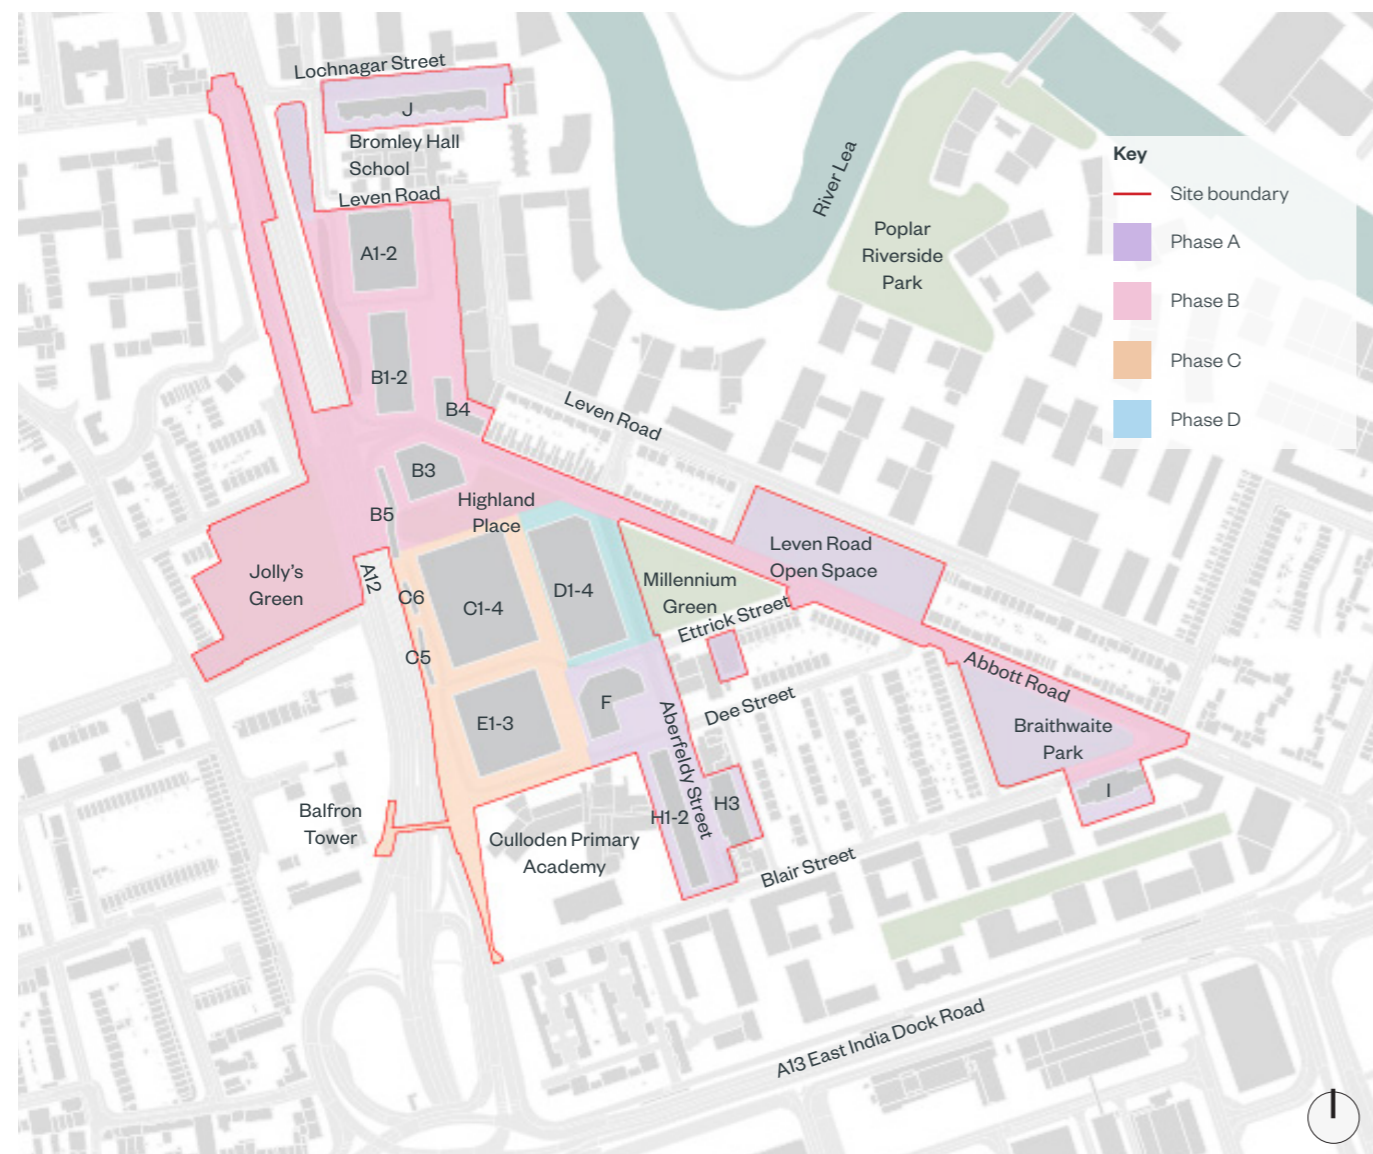 Lochnagar Street
J
Bromley Hall
School
Leven Road
A1-2
B1-2
B4
B3
B5
Highland
Place
Leven Road
River Lea
Poplar
Riverside
Park
Key
Site boundary
Phase A
Phase B
Phase C
Phase D
Jolly's
Green
A12
C6
C5
C1-4
D1-4
E1-3
F
Millennium
Green
Ettrick Street
Leven Road
Open Space
Dee Street
Aberfeldy Street
Abbott Road
Braithwaite
Park
I
H1-2
H3
Balfron
Tower
Culloden Primary
Academy
Blair Street
A13 East India Dock Road